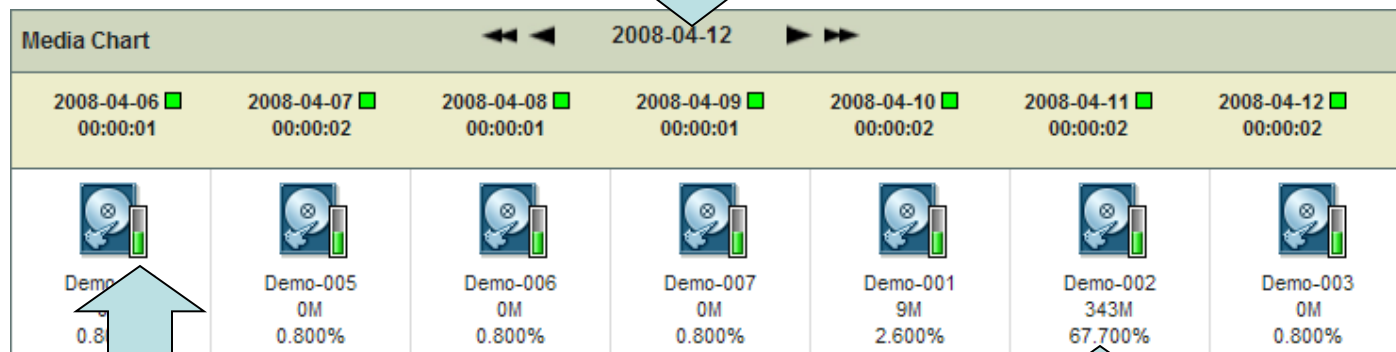 Media Chart 2008-04-12
2008-04-06 2008-04-07 2008-04-08 2008-04-09 2008-04-10 2008-04-11 2008-04-12
00:00:01 00:00:02 00:00:01 00:00:01 00:00:02 00:00:02 00:00:02
Demo-005 Demo-006 Demo-007 Demo-001 Demo-002 Demo-003
0M 0M 0M 9M 343M 0M
0.800% 0.800% 0.800% 2.600% 67.700% 0.800%